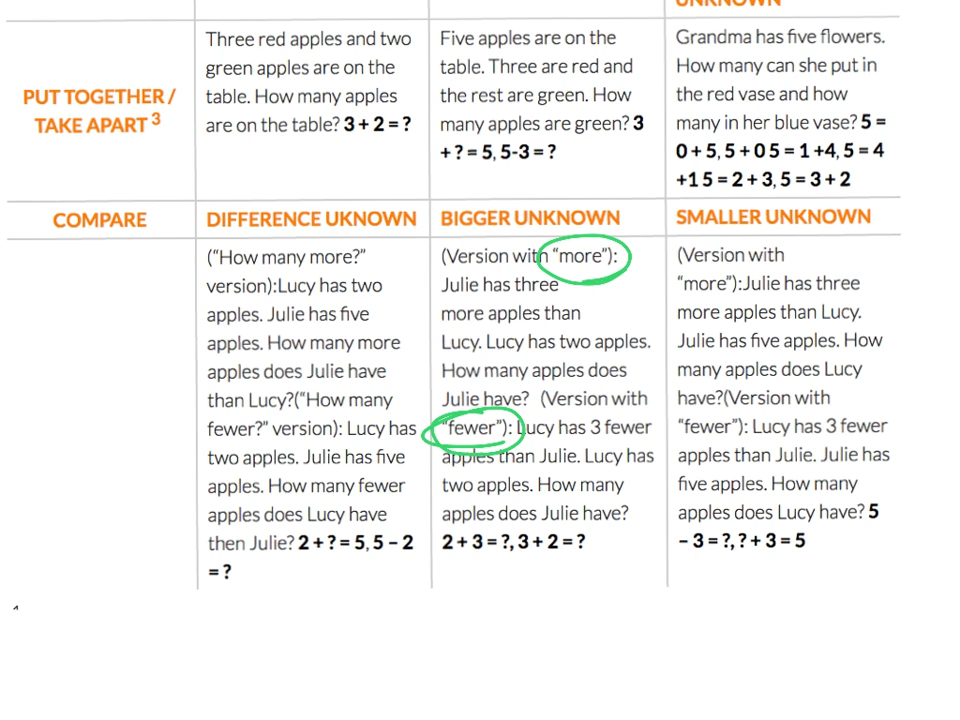 UNKNOWN
PUT TOGETHER /
TAKE APART 3
Three red apples and two
green apples are on the
table. How many apples
are on the table? 3 + 2 = ?
Five apples are on the
table. Three are red and
the rest are green. How
many apples are green? 3
+ ? = 5, 5-3 = ?
Grandma has five flowers.
How many can she put in
the red vase and how
many in her blue vase? 5 =
0 + 5, 5 + 0 5 = 1 +4, 5 = 4
+1 5 = 2 + 3, 5 = 3 + 2
COMPARE
DIFFERENCE UKNOWN
BIGGER UNKNOWN
SMALLER UNKNOWN
("How many more?"
version):Lucy has two
apples. Julie has five
apples. How many more
apples does Julie have
than Lucy?("How many
fewer?" version): Lucy has
two apples. Julie has five
apples. How many fewer
apples does Lucy have
then Julie? 2 + ? = 5, 5 – 2
= ?
(Version with "more"):
Julie has three
more apples than
Lucy. Lucy has two apples.
How many apples does
Julie have? (Version with
"fewer"): Lucy has 3 fewer
apples than Julie. Lucy has
two apples. How many
apples does Julie have?
2 + 3 = ?, 3 + 2 = ?
(Version with
"more"):Julie has three
more apples than Lucy.
Julie has five apples. How
many apples does Lucy
have?(Version with
"fewer"): Lucy has 3 fewer
apples than Julie. Julie has
five apples. How many
apples does Lucy have? 5
– 3 = ?, ? + 3 = 5